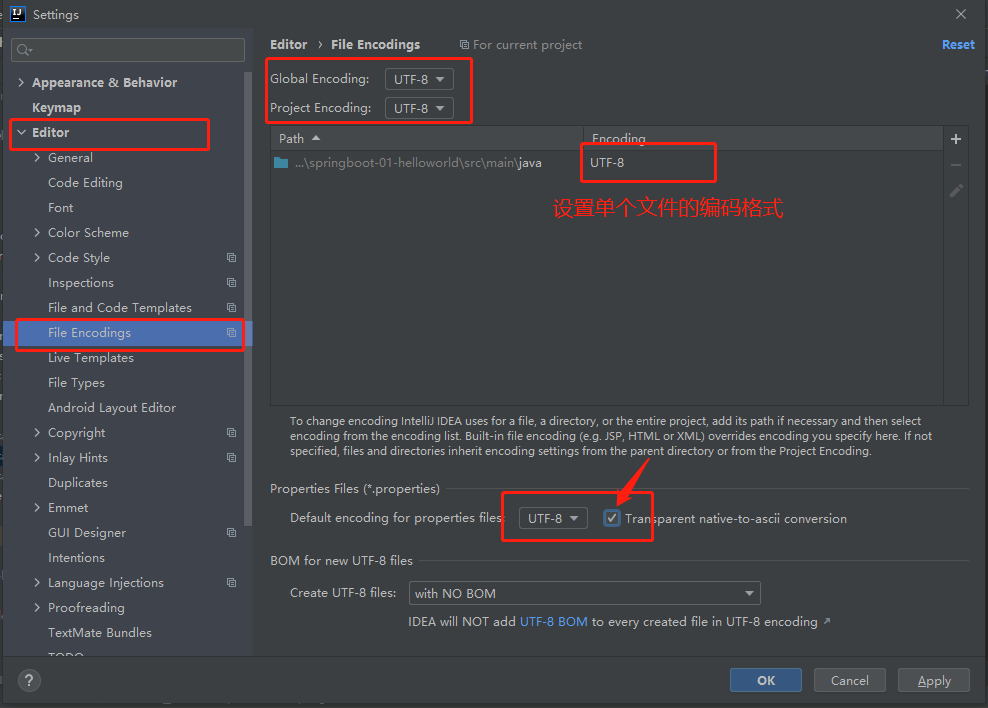 Settings
Appearance & Behavior
Keymap
Editor
General
Code Editing
Font
Color Scheme
Code Style
Inspections
File and Code Templates
File Encodings
Live Templates
File Types
Android Layout Editor
Copyright
Inlay Hints
Duplicates
Emmet
GUI Designer
Intentions
Language Injections
Proofreading
TextMate Bundles
TODO
Editor › File Encodings For current project Reset
Global Encoding: UTF-8
Project Encoding: UTF-8
Path Encoding
...\springboot-01-helloworld\src\main\java UTF-8
设置单个文件的编码格式
To change encoding IntelliJ IDEA uses for a file, a directory, or the entire project, add its path if necessary and then select
encoding from the encoding list. Built-in file encoding (e.g. JSP, HTML or XML) overrides encoding you specify here. If not
specified, files and directories inherit encoding settings from the parent directory or from the Project Encoding.
Properties Files (*.properties)
Default encoding for properties files: UTF-8 Transparent native-to-ascii conversion
BOM for new UTF-8 files
Create UTF-8 files: with NO BOM
IDEA will NOT add UTF-8 BOM to every created file in UTF-8 encoding ↗
? OK Cancel Apply